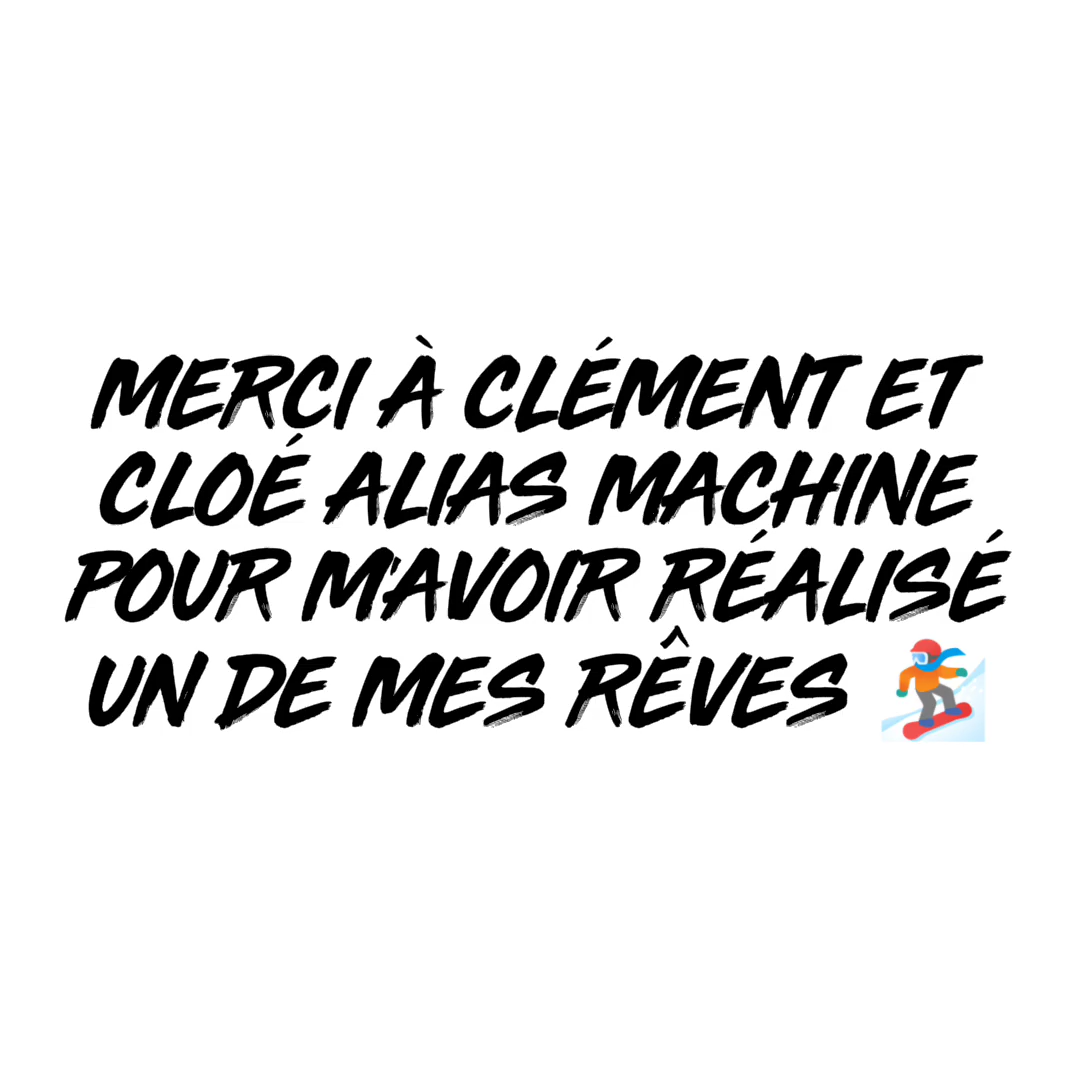 MERCI À CLÉMENT ET
CLOÉ ALIAS MACHINE
POUR M'AVOIR RÉALISÉ
UN DE MES RÊVES 🏂